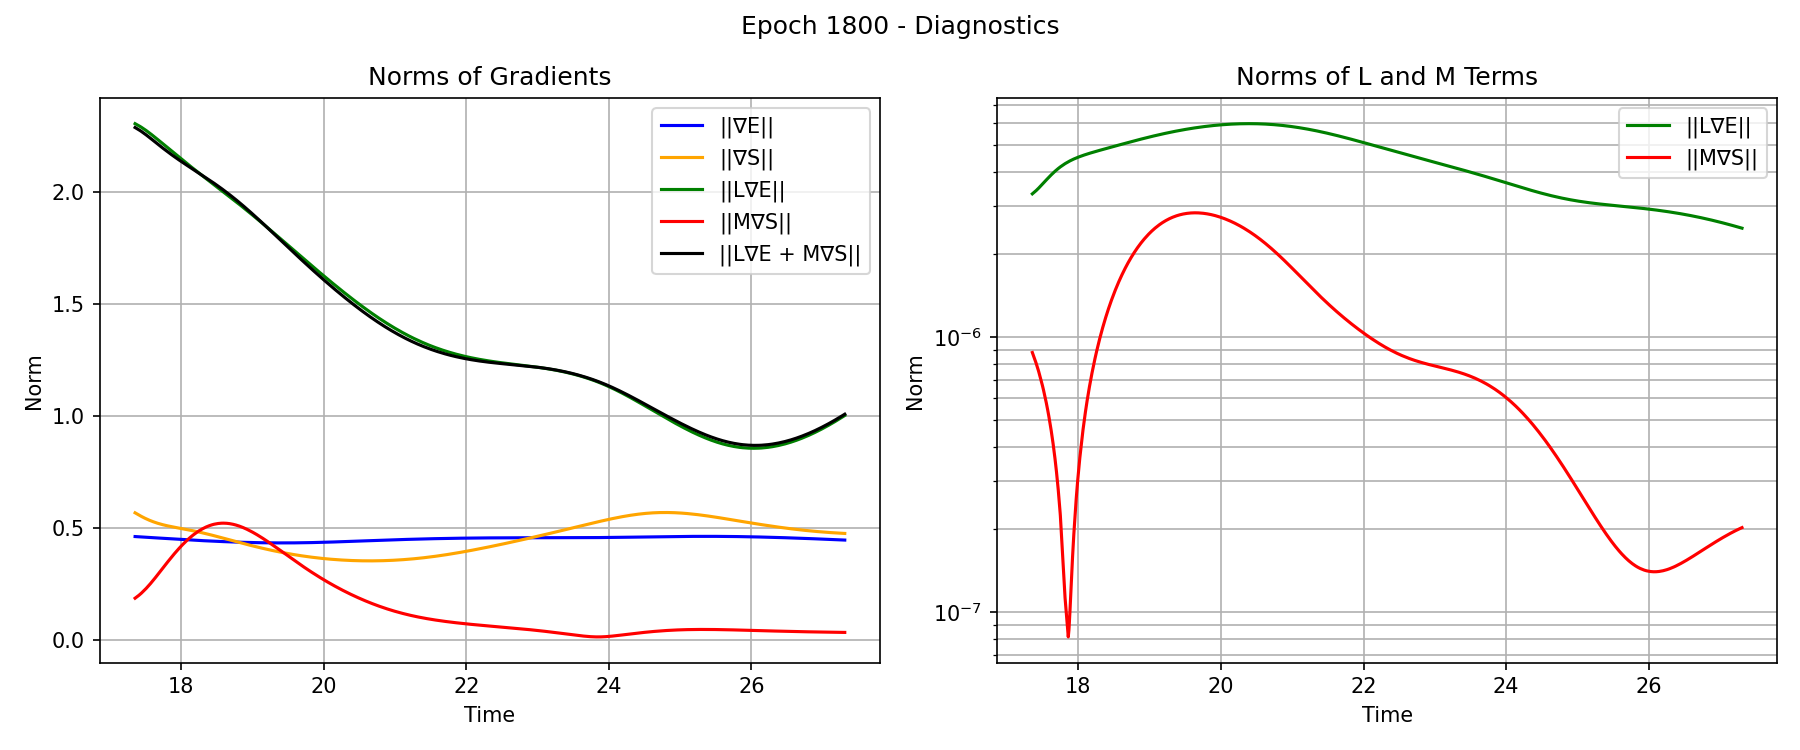 Epoch 1800 - Diagnostics
Norms of Gradients
||∇E||
||∇S||
||L∇E||
||M∇S||
||L∇E + M∇S||
2.0
1.5
1.0
0.5
0.0
Norm
18 20 22 24 26
Time
Norms of L and M Terms
||L∇E||
||M∇S||
10⁻⁶
10⁻⁷
Norm
18 20 22 24 26
Time